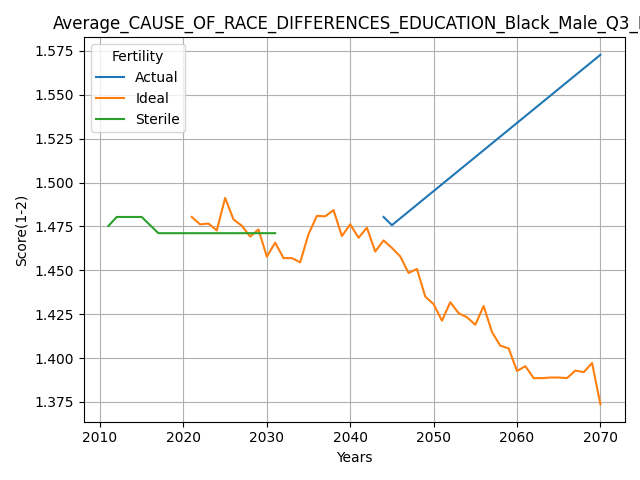 Average_CAUSE_OF_RACE_DIFFERENCES_EDUCATION_Black_Male_Q3_
Fertility
Actual
Ideal
Sterile
Score(1-2)
1.575
1.550
1.525
1.500
1.475
1.450
1.425
1.400
1.375
2010 2020 2030 2040 2050 2060 2070
Years